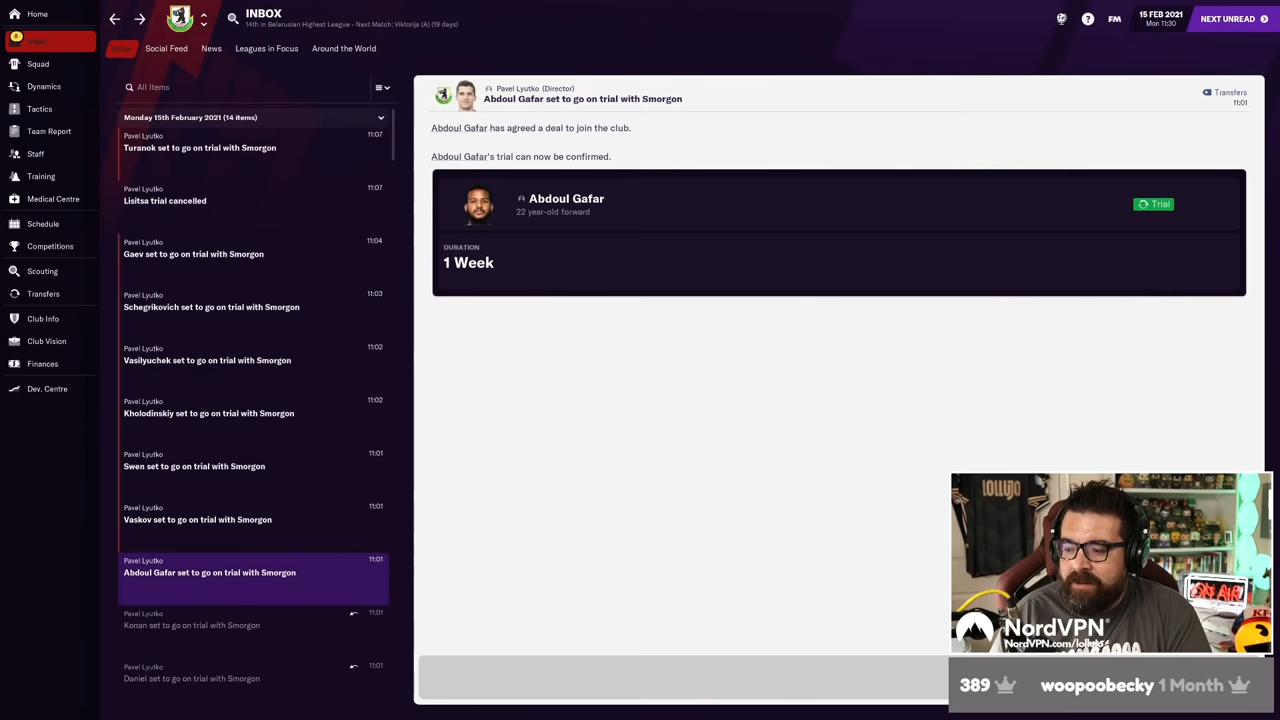 Home
INBOX
14th in Belarusian Highest League - Next Match: Viktorija (A) (19 days)
FM
15 FEB 2021
Mon 11:30
NEXT UNREAD
Inbox
Social Feed
News
Leagues in Focus
Around the World
Squad
Dynamics
Tactics
Team Report
Staff
Training
Medical Centre
Schedule
Competitions
Scouting
Transfers
Club Info
Club Vision
Finances
Dev. Centre
All Items
Monday 15th February 2021 (14 items)
Pavel Lyutko 11:07
Turanok set to go on trial with Smorgon
Pavel Lyutko 11:07
Lisitsa trial cancelled
Pavel Lyutko 11:04
Gaev set to go on trial with Smorgon
Pavel Lyutko 11:03
Schegrikovich set to go on trial with Smorgon
Pavel Lyutko 11:02
Vasilyuchek set to go on trial with Smorgon
Pavel Lyutko 11:02
Kholodinskiy set to go on trial with Smorgon
Pavel Lyutko 11:01
Swen set to go on trial with Smorgon
Pavel Lyutko 11:01
Vaskov set to go on trial with Smorgon
Pavel Lyutko 11:01
Abdoul Gafar set to go on trial with Smorgon
Pavel Lyutko 11:01
Konan set to go on trial with Smorgon
Pavel Lyutko 11:01
Daniel set to go on trial with Smorgon
Pavel Lyutko (Director)
Abdoul Gafar set to go on trial with Smorgon
Transfers
11:01
Abdoul Gafar has agreed a deal to join the club.
Abdoul Gafar's trial can now be confirmed.
Abdoul Gafar
22 year-old forward
Trial
DURATION
1 Week
LOLLUJO
ON AIR
NordVPN®
389
woopoobecky 1 Month